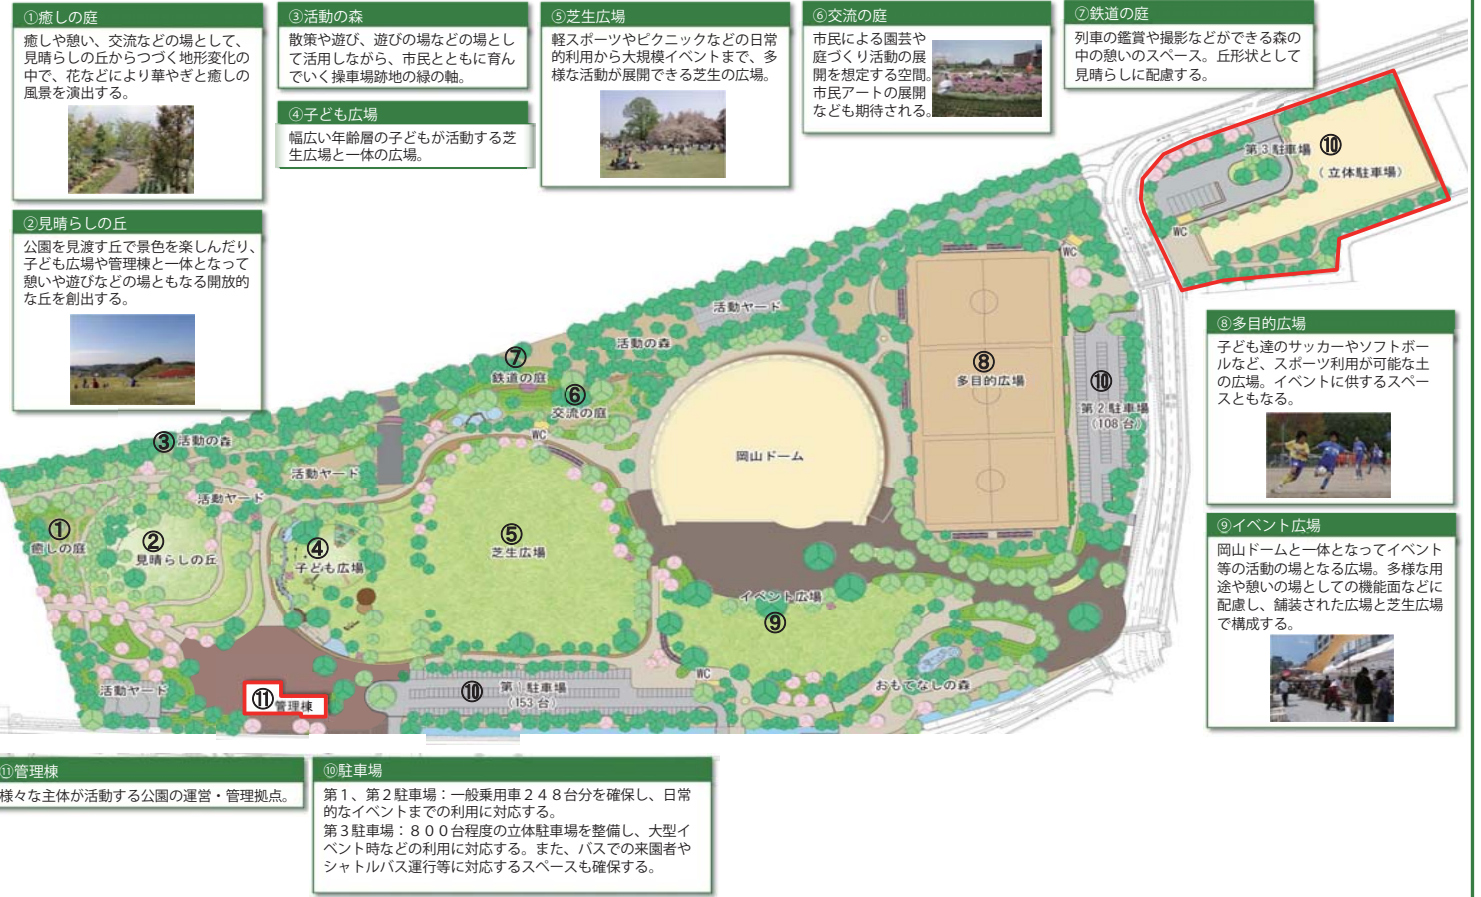 ①癒しの庭
癒しや憩い、交流などの場として、
見晴らしの丘からつづく地形変化の
中で、花などにより華やぎと癒しの
風景を演出する。
②見晴らしの丘
公園を見渡す丘で景色を楽しんだり、
子ども広場や管理棟と一体となって
憩いや遊びなどの場ともなる開放的
な丘を創出する。
③活動の森
散策や遊び、遊びの場などの場とし
て活用しながら、市民とともに育ん
でいく操車場跡地の緑の軸。
④子ども広場
幅広い年齢層の子どもが活動する芝
生広場と一体の広場。
⑤芝生広場
軽スポーツやピクニックなどの日常
的利用から大規模イベントまで、多
様な活動が展開できる芝生の広場。
⑥交流の庭
市民による園芸や
庭づくり活動の展
開を想定する空間。
市民アートの展開
なども期待される。
⑦鉄道の庭
列車の鑑賞や撮影などができる森の
中の憩いのスペース。丘形状として
見晴らしに配慮する。
第3駐車場
⑩
(立体駐車場)
WC
WC
活動ヤード
活動の森
⑦
鉄道の庭
⑥
交流の庭
WC
⑧
多目的広場
⑩
第2駐車場
(108台)
岡山ドーム
③活動の森
活動ヤード
活動ヤード
①
癒しの庭
②
見晴らしの丘
④
子ども広場
⑤
芝生広場
イベント広場
⑨
WC
おもてなしの森
活動ヤード
⑪
管理棟
⑩
第1駐車場
(153台)
⑧多目的広場
子ども達のサッカーやソフトボー
ルなど、スポーツ利用が可能な土
の広場。イベントに供するスペー
スともなる。
⑨イベント広場
岡山ドームと一体となってイベント
等の活動の場となる広場。多様な用
途や憩いの場としての機能面などに
配慮し、舗装された広場と芝生広場
で構成する。
⑪管理棟
様々な主体が活動する公園の運営・管理拠点。
⑩駐車場
第1、第2駐車場：一般乗用車248台分を確保し、日常
的なイベントまでの利用に対応する。
第3駐車場：800台程度の立体駐車場を整備し、大型イ
ベント時などの利用に対応する。また、バスでの来園者や
シャトルバス運行等に対応するスペースも確保する。